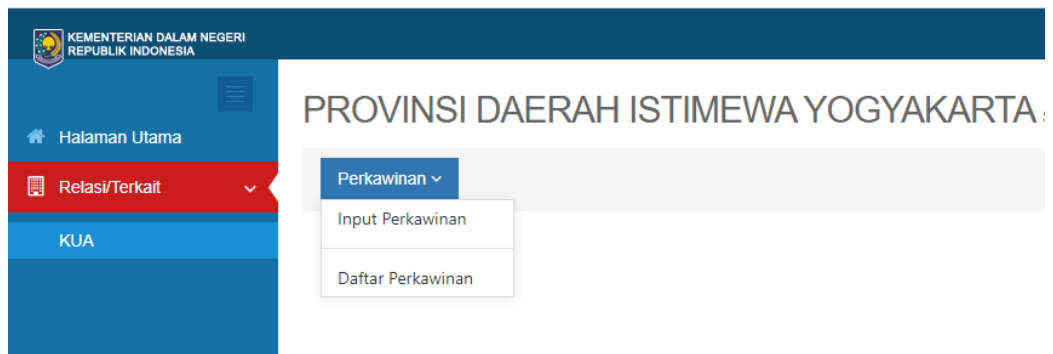 KEMENTERIAN DALAM NEGERI
REPUBLIK INDONESIA
PROVINSI DAERAH ISTIMEWA YOGYAKARTA
Halaman Utama
Relasi/Terkait
KUA
Perkawinan
Input Perkawinan
Daftar Perkawinan